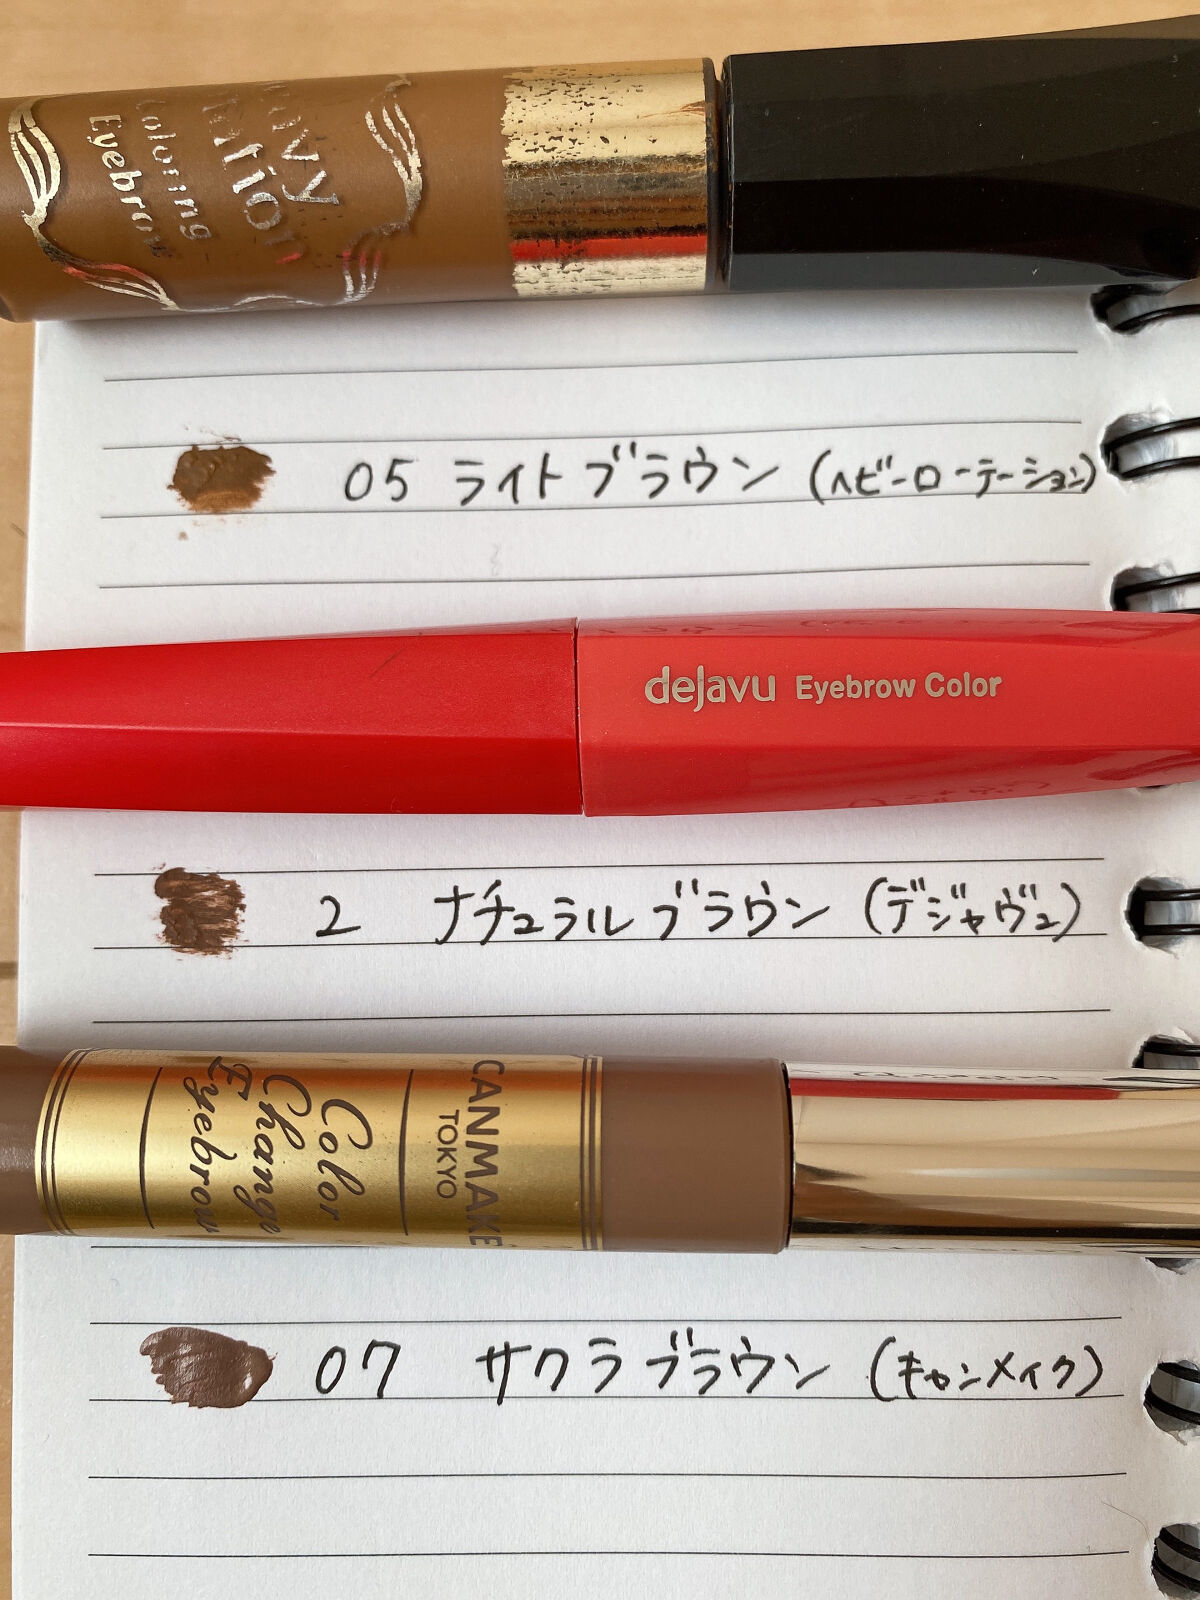 Coloring
Eyebrow
05 ライトブラウン (ヘビーローテーション)
dejavu Eyebrow Color
2 ナチュラルブラウン (デジャヴュ)
CANMAKE
TOKYO
Color
Change
Eyebrow
07 サクラブラウン (キャンメイク)